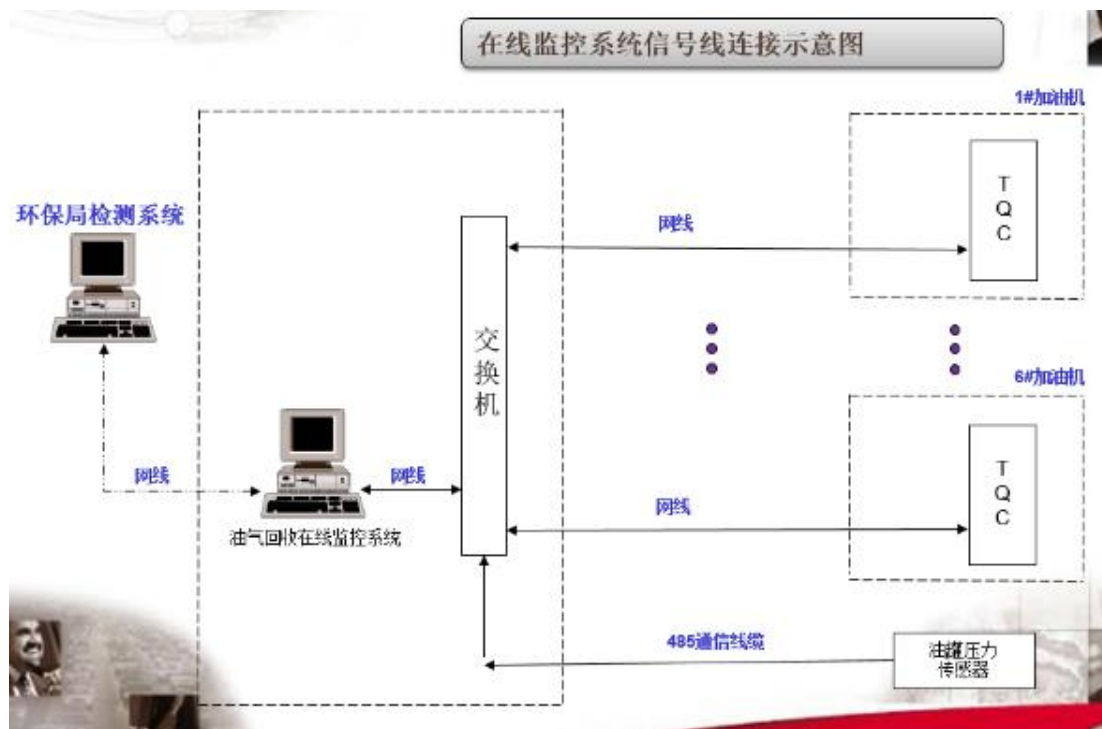 在线监控系统信号线连接示意图
1#加油机
T
Q
C
环保局检测系统
网线
交
换
机
6#加油机
网线
网线
油气回收在线监控系统
网线
T
Q
C
485通信线缆
油罐压力
传感器